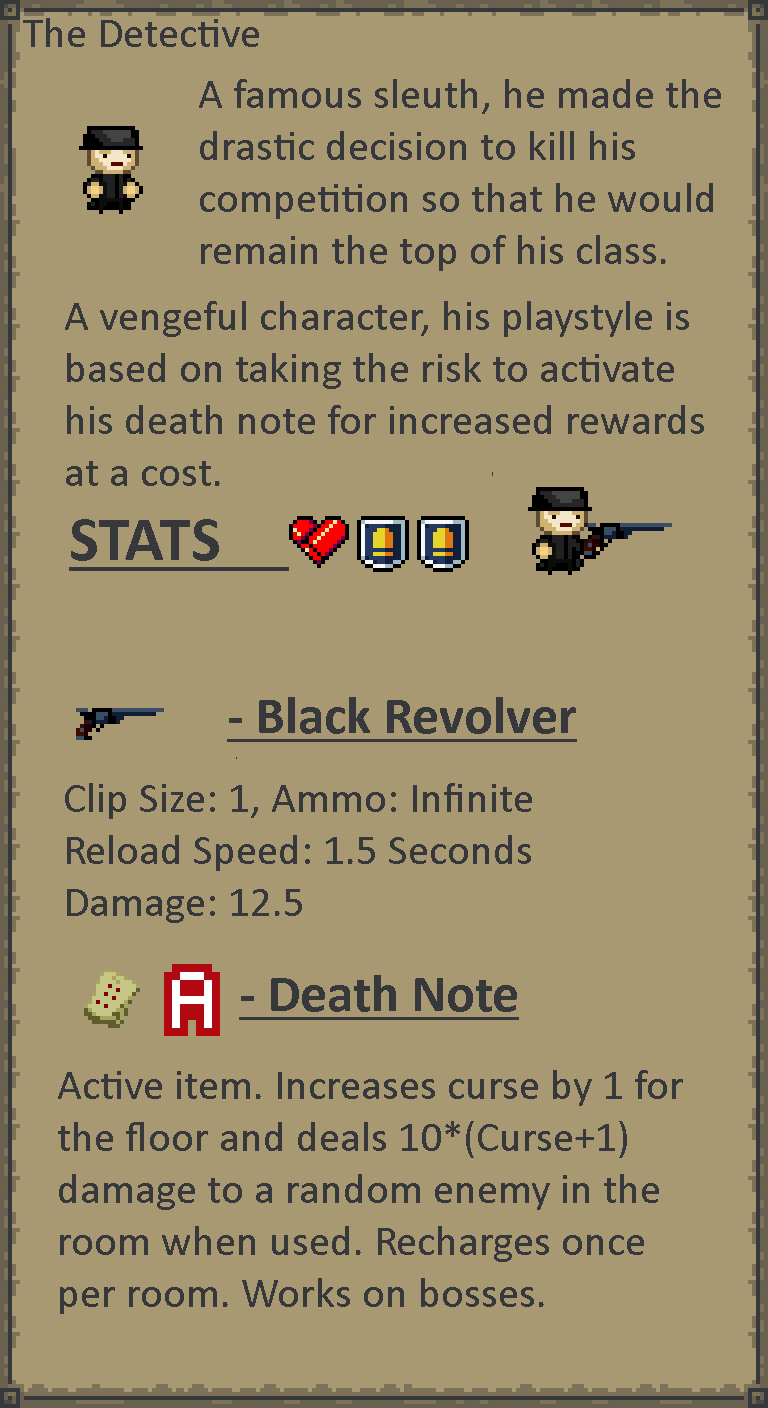 The Detective
A famous sleuth, he made the
drastic decision to kill his
competition so that he would
remain the top of his class.
A vengeful character, his playstyle is
based on taking the risk to activate
his death note for increased rewards
at a cost.
STATS
- Black Revolver
Clip Size: 1, Ammo: Infinite
Reload Speed: 1.5 Seconds
Damage: 12.5
A - Death Note
Active item. Increases curse by 1 for
the floor and deals 10*(Curse+1)
damage to a random enemy in the
room when used. Recharges once
per room. Works on bosses.